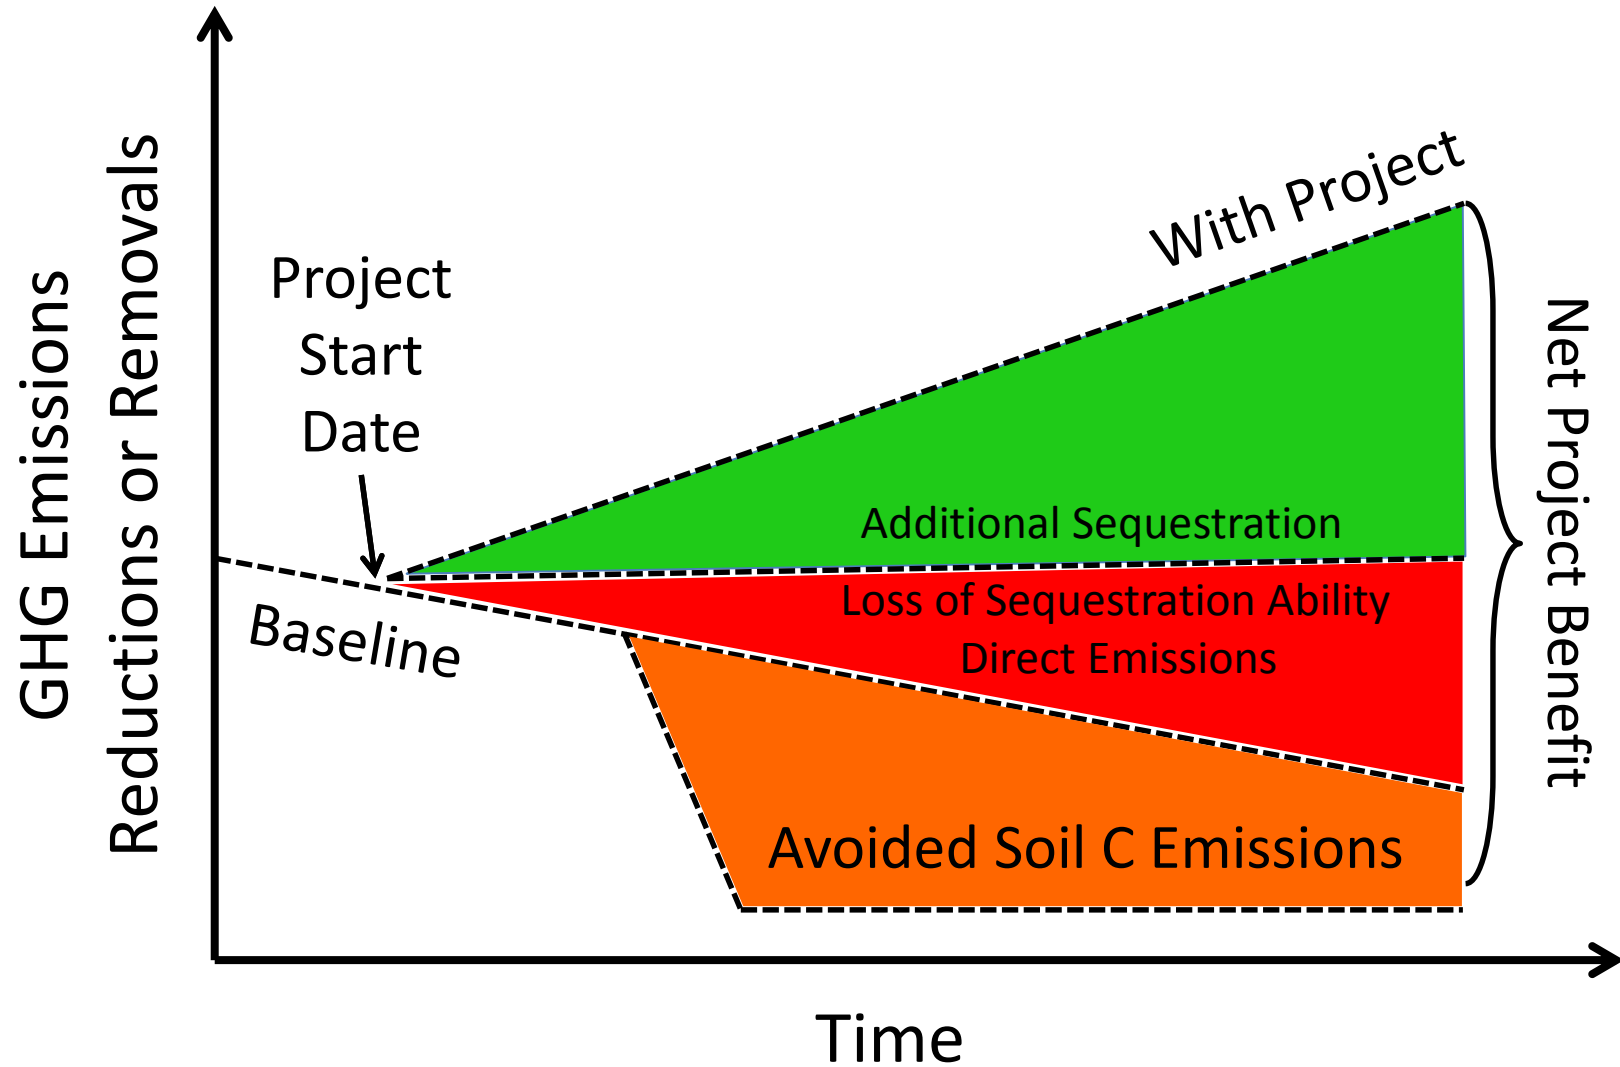 GHG Emissions
Reductions or Removals
Project
Start
Date
Baseline
With Project
Additional Sequestration
Loss of Sequestration Ability
Direct Emissions
Avoided Soil C Emissions
Net Project Benefit
Time